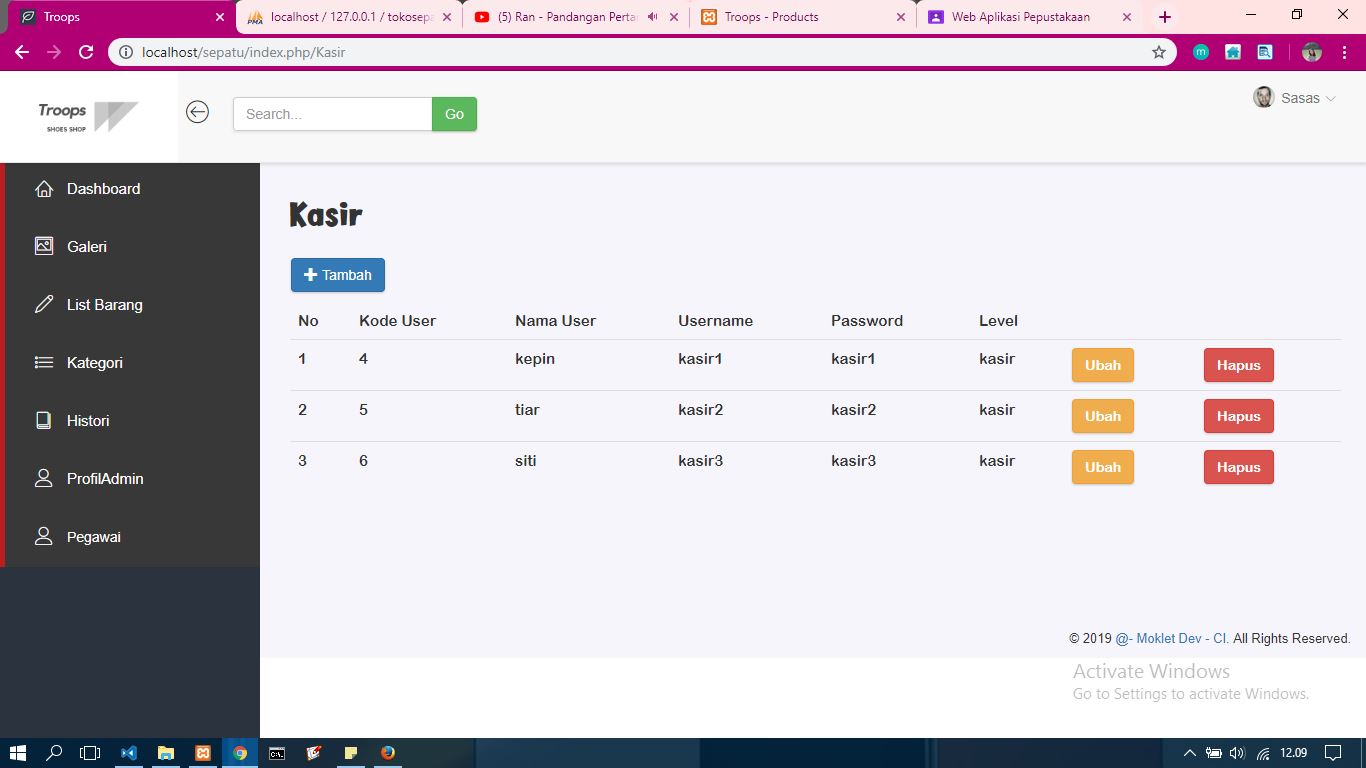 Troops
localhost / 127.0.0.1 / tokosepa
(5) Ran - Pandangan Pertan
Troops - Products
Web Aplikasi Pepustakaan
localhost/sepatu/index.php/Kasir
m
Troops
SHOES SHOP
Search...
Go
Sasas
Dashboard
Galeri
List Barang
Kategori
Histori
ProfilAdmin
Pegawai
Kasir
Tambah
No Kode User Nama User Username Password Level
1 4 kepin kasir1 kasir1 kasir Ubah Hapus
2 5 tiar kasir2 kasir2 kasir Ubah Hapus
3 6 siti kasir3 kasir3 kasir Ubah Hapus
© 2019 @- Moklet Dev - CI. All Rights Reserved.
Activate Windows
Go to Settings to activate Windows.
12.09